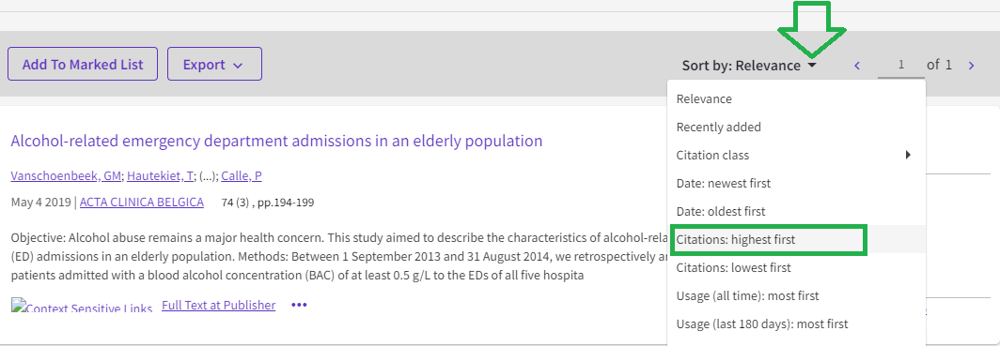 Add To Marked List Export Sort by: Relevance 1 of 1
Relevance
Recently added
Alcohol-related emergency department admissions in an elderly population
Citation class
Vanschoenbeek, GM; Hautekiet, T; (...); Calle, P
Date: newest first
May 4 2019 | ACTA CLINICA BELGICA 74 (3) , pp.194-199
Date: oldest first
Objective: Alcohol abuse remains a major health concern. This study aimed to describe the characteristics of alcohol-rela
Citations: highest first
(ED) admissions in an elderly population. Methods: Between 1 September 2013 and 31 August 2014, we retrospectively
Citations: lowest first
patients admitted with a blood alcohol concentration (BAC) of at least 0.5 g/L to the EDs of all five hospita
Usage (all time): most first
Context Sensitive Links Full Text at Publisher
Usage (last 180 days): most first